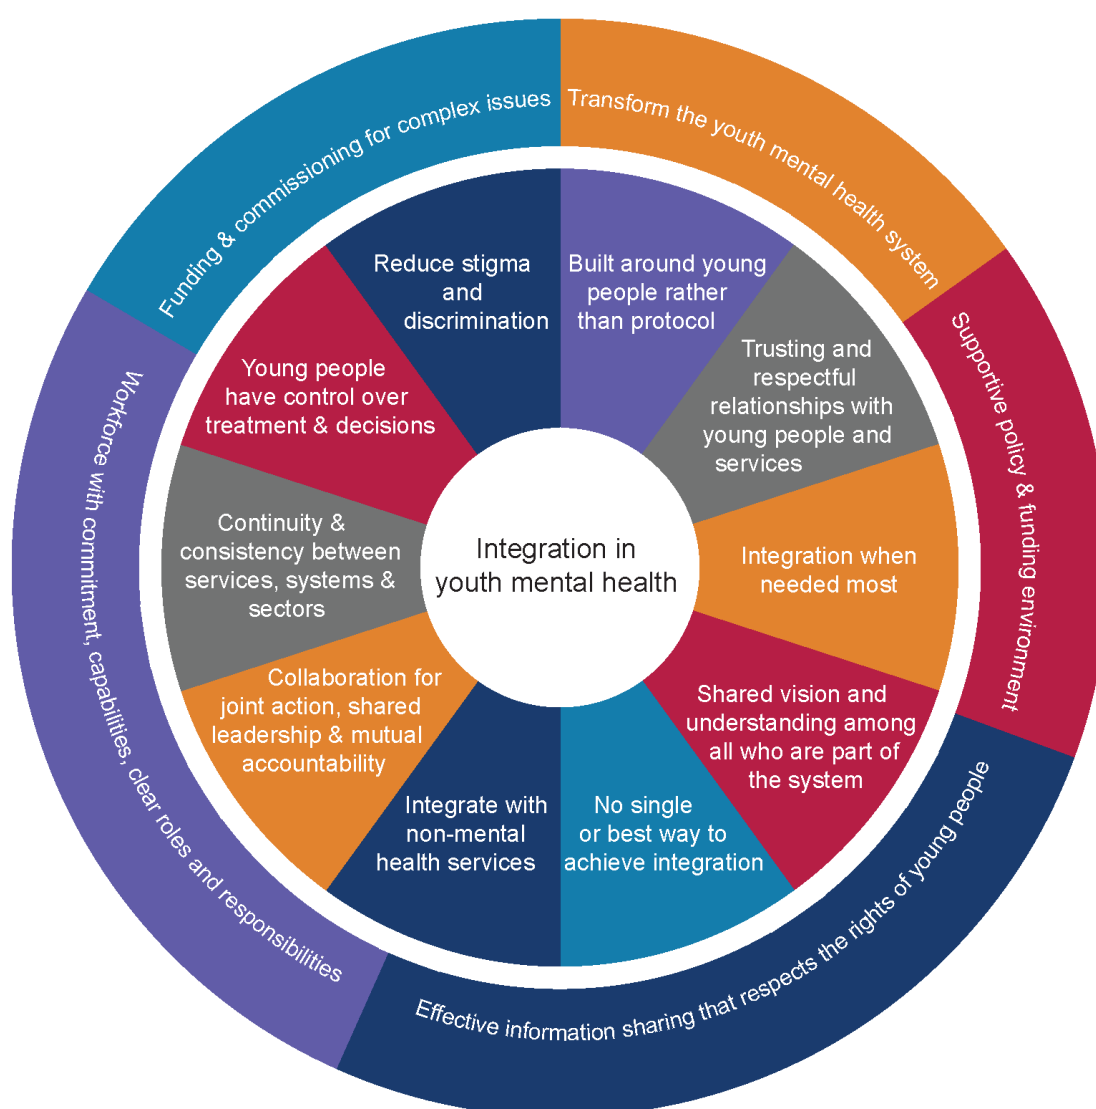 Funding & commissioning for complex issues
Transform the youth mental health system
Supportive policy & funding environment
Effective information sharing that respects the rights of young people
Workforce with commitment, capabilities, clear roles and responsibilities
Reduce stigma
and
discrimination
Built around young
people rather
than protocol
Trusting and
respectful
relationships with
young people and
services
Integration when
needed most
Shared vision and
understanding among
all who are part of
the system
No single
or best way to
achieve integration
Integrate with
non-mental
health services
Collaboration for
joint action, shared
leadership & mutual
accountability
Continuity &
consistency between
services, systems &
sectors
Young people
have control over
treatment & decisions
Integration in
youth mental health